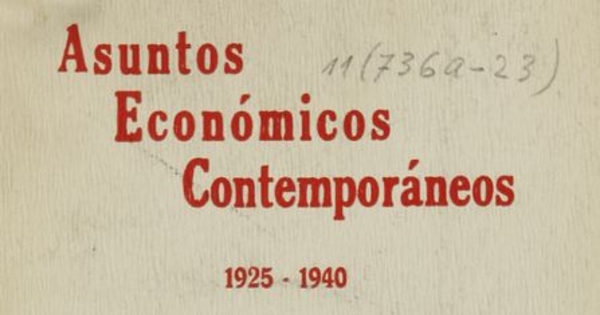 Asuntos
11(736a-23)
Económicos
Contemporáneos
1925 - 1940